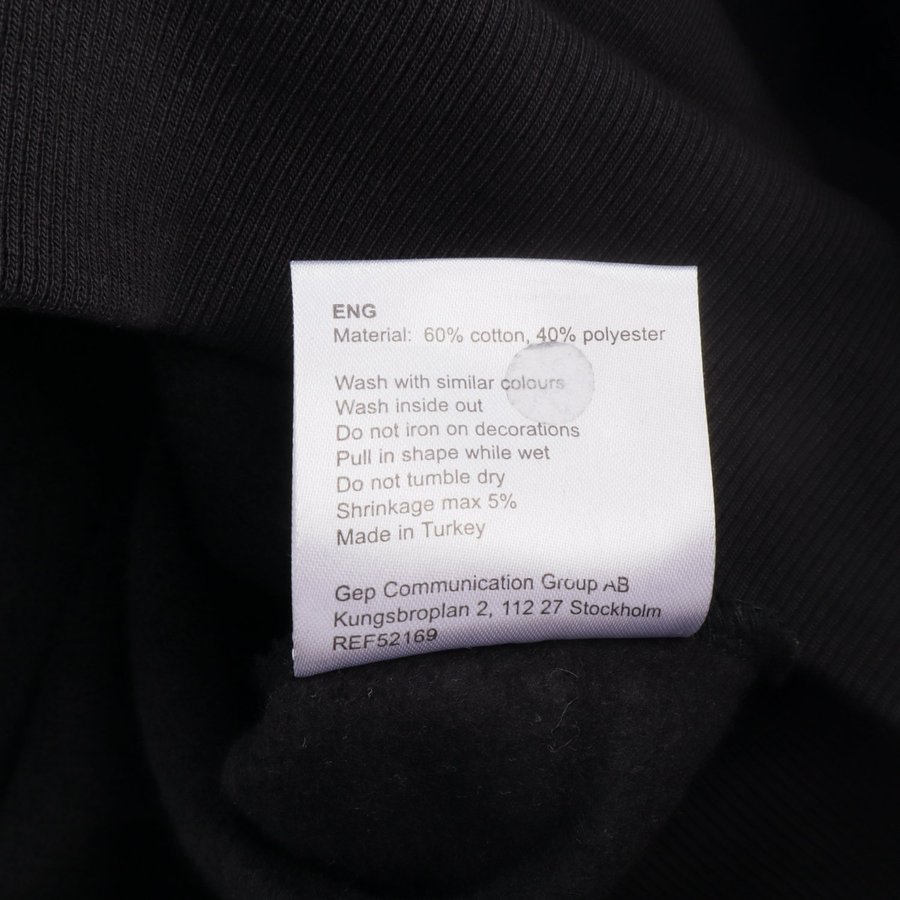 ENG
Material: 60% cotton, 40% polyester
Wash with similar colours
Wash inside out
Do not iron on decorations
Pull in shape while wet
Do not tumble dry
Shrinkage max 5%
Made in Turkey
Gep Communication Group AB
Kungsbroplan 2, 112 27 Stockholm
REF52169